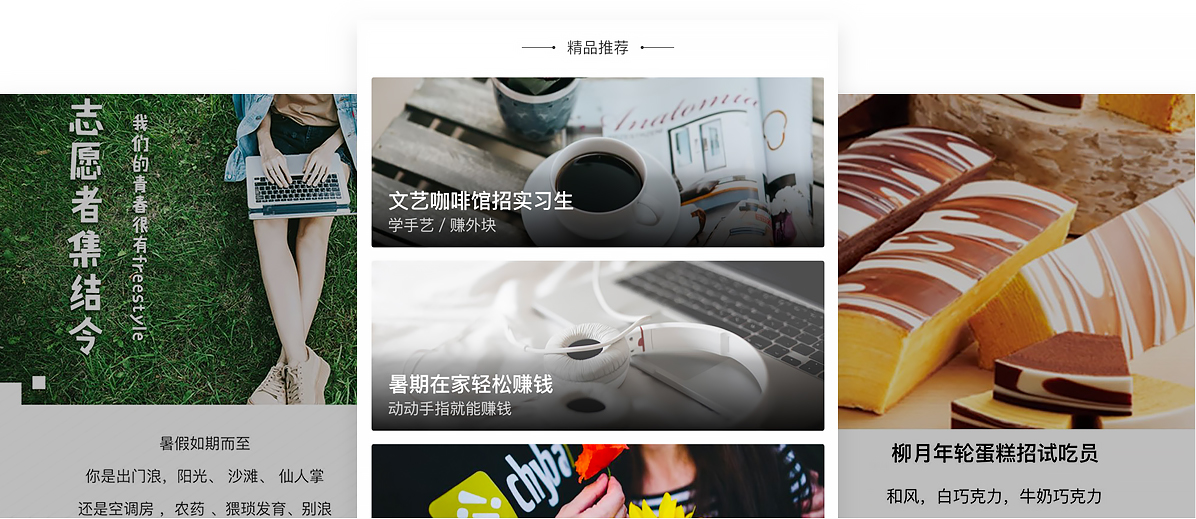 志愿者集结令
我们的青春很有freestyle
暑假如期而至
你是出门浪，阳光、 沙滩、 仙人掌
还是空调房 ，农药 、猥琐发育、别浪
精品推荐
Anatomia
文艺咖啡馆招实习生
学手艺 / 赚外块
暑期在家轻松赚钱
动动手指就能赚钱
chyba
柳月年轮蛋糕招试吃员
和风，白巧克力，牛奶巧克力